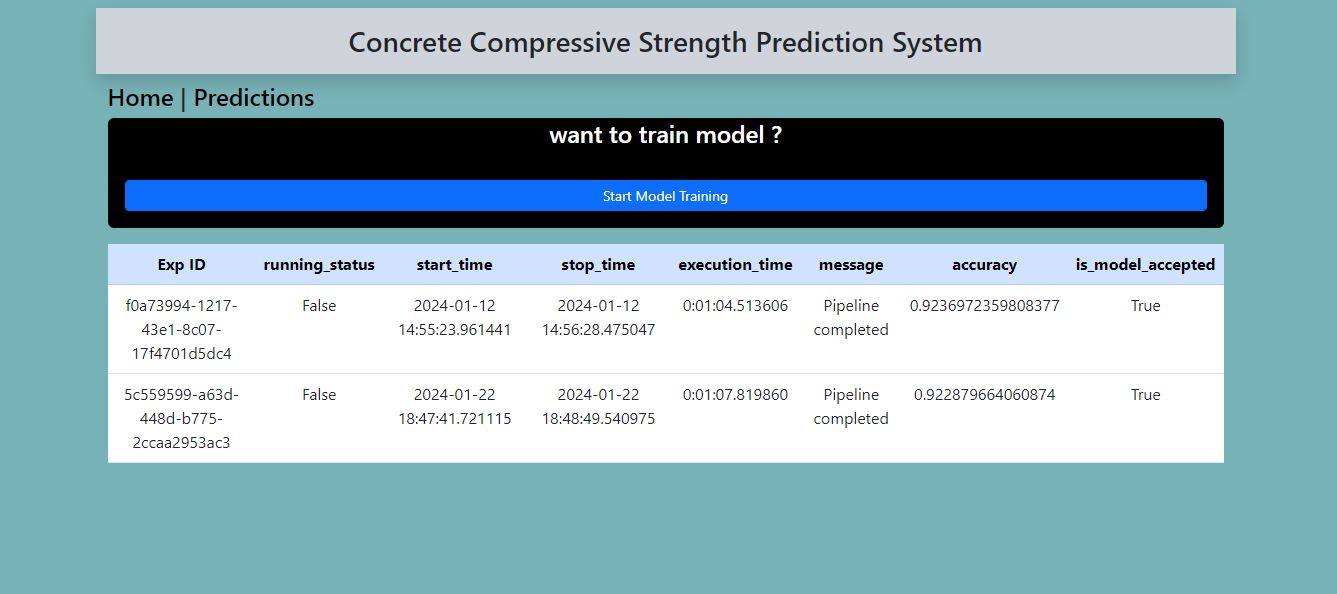 Concrete Compressive Strength Prediction System
Home | Predictions
want to train model ?
Start Model Training
Exp ID running_status start_time stop_time execution_time message accuracy is_model_accepted
f0a73994-1217- False 2024-01-12 2024-01-12 0:01:04.513606 Pipeline 0.9236972359808377 True
43e1-8c07- 14:55:23.961441 14:56:28.475047 completed
17f4701d5dc4
5c559599-a63d- False 2024-01-22 2024-01-22 0:01:07.819860 Pipeline 0.922879664060874 True
448d-b775- 18:47:41.721115 18:48:49.540975 completed
2ccaa2953ac3